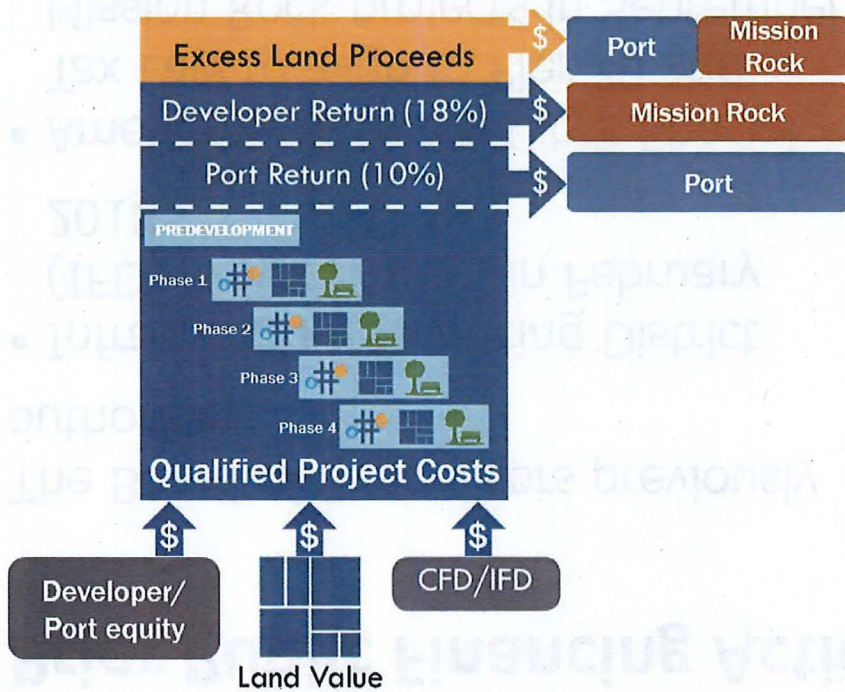 Excess Land Proceeds
$
Port
Mission
Rock
Developer Return (18%)
$
Mission Rock
Port Return (10%)
$
Port
PREDEVELOPMENT
Phase 1
Phase 2
Phase 3
Phase 4
Qualified Project Costs
$
$
$
Developer/
Port equity
CFD/IFD
Land Value